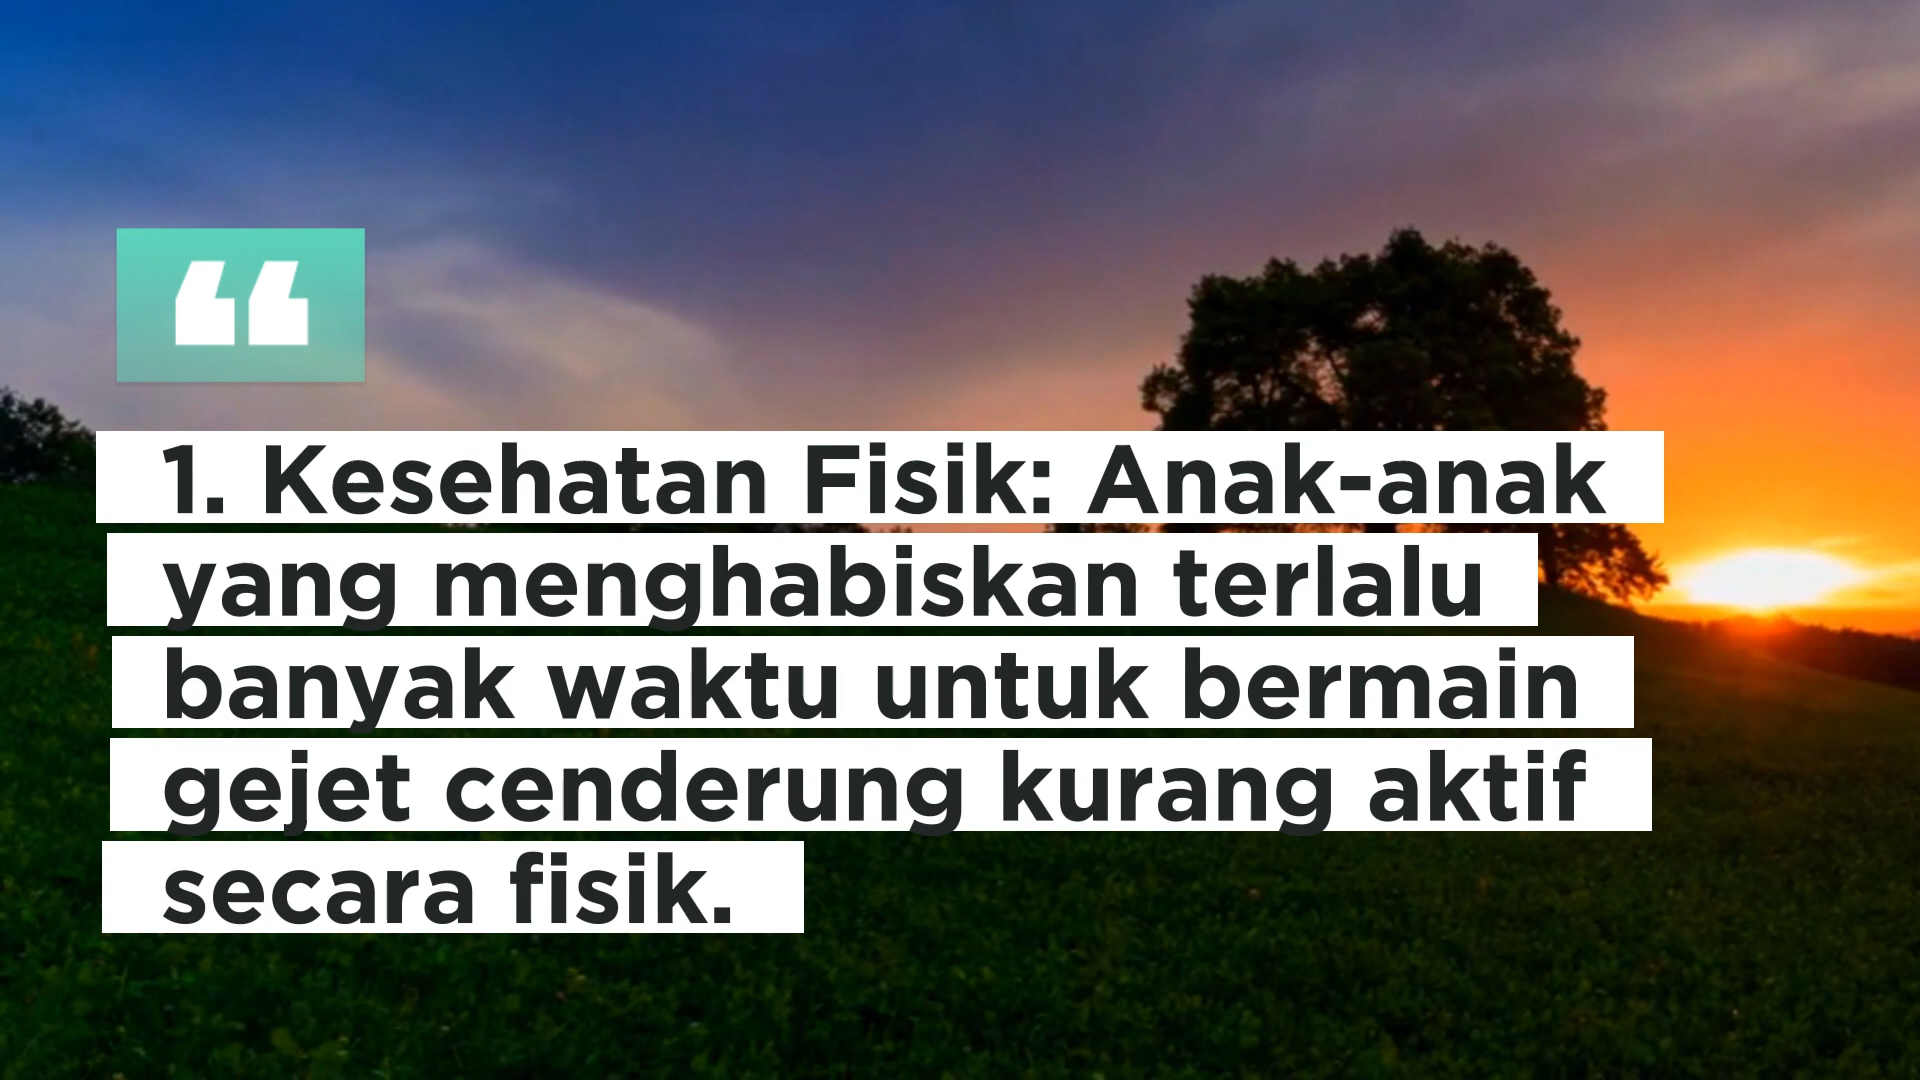 “
1. Kesehatan Fisik: Anak-anak
yang menghabiskan terlalu
banyak waktu untuk bermain
gejet cenderung kurang aktif
secara fisik.